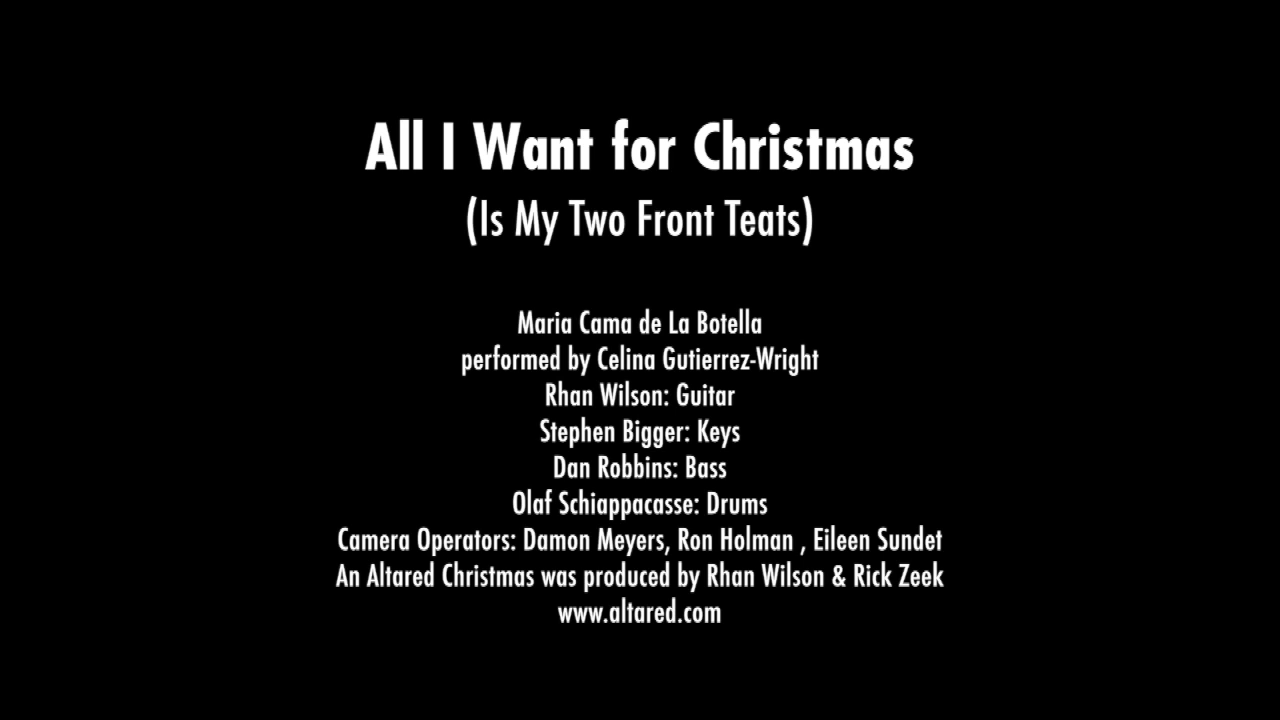 All I Want for Christmas
(Is My Two Front Teats)
Maria Cama de La Botella
performed by Celina Gutierrez-Wright
Rhan Wilson: Guitar
Stephen Bigger: Keys
Dan Robbins: Bass
Olaf Schiappacasse: Drums
Camera Operators: Damon Meyers, Ron Holman , Eileen Sundet
An Altared Christmas was produced by Rhan Wilson & Rick Zeek
www.altared.com